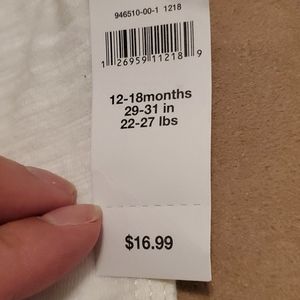 946510-00-1 1218
1 26959 11218 9
12-18months
29-31 in
22-27 lbs
$16.99